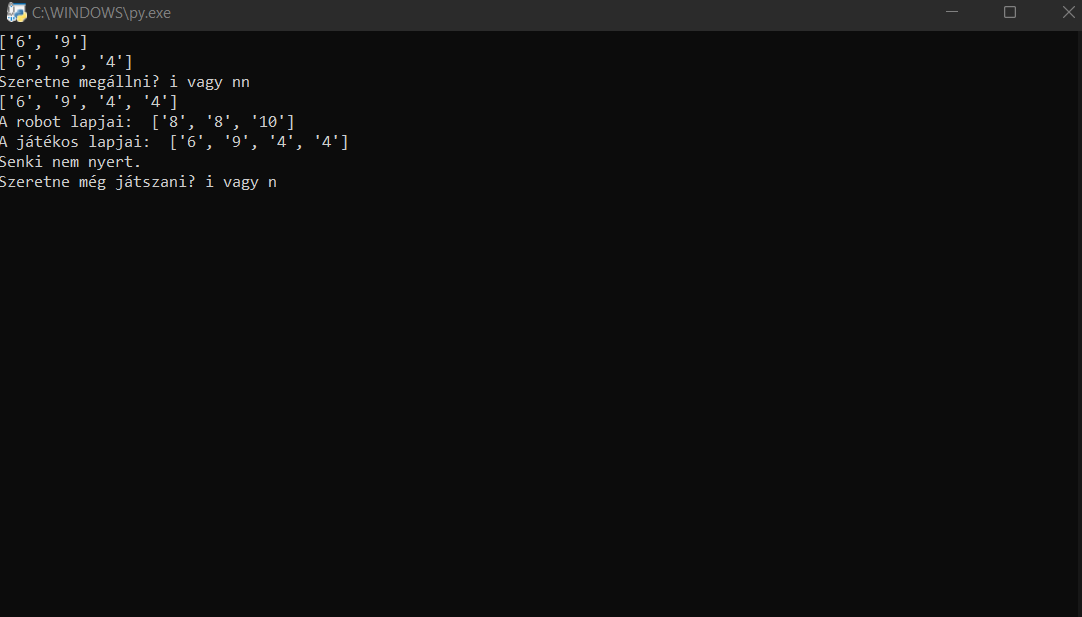 C:\WINDOWS\py.exe
['6', '9']
['6', '9', '4']
Szeretne megállni? i vagy nn
['6', '9', '4', '4']
A robot lapjai:  ['8', '8', '10']
A játékos lapjai:  ['6', '9', '4', '4']
Senki nem nyert.
Szeretne még játszani? i vagy n